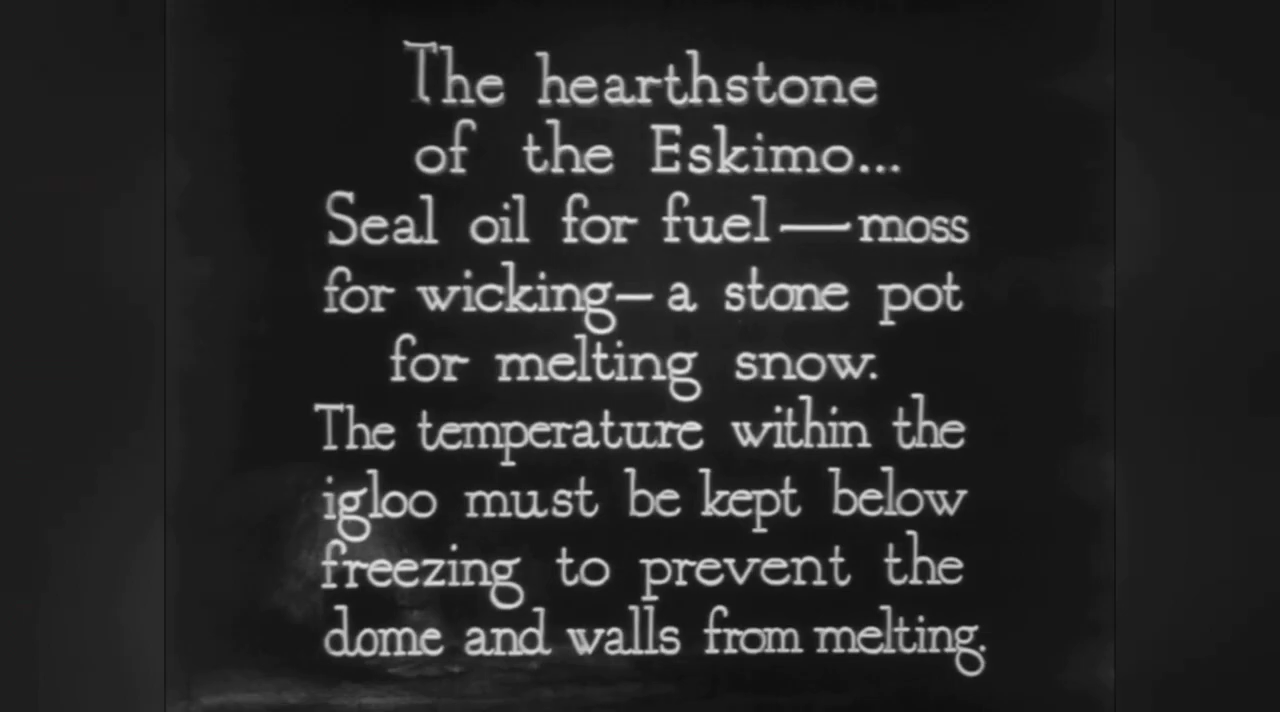 The hearthstone
of the Eskimo...
Seal oil for fuel—moss
for wicking—a stone pot
for melting snow.
The temperature within the
igloo must be kept below
freezing to prevent the
dome and walls from melting.